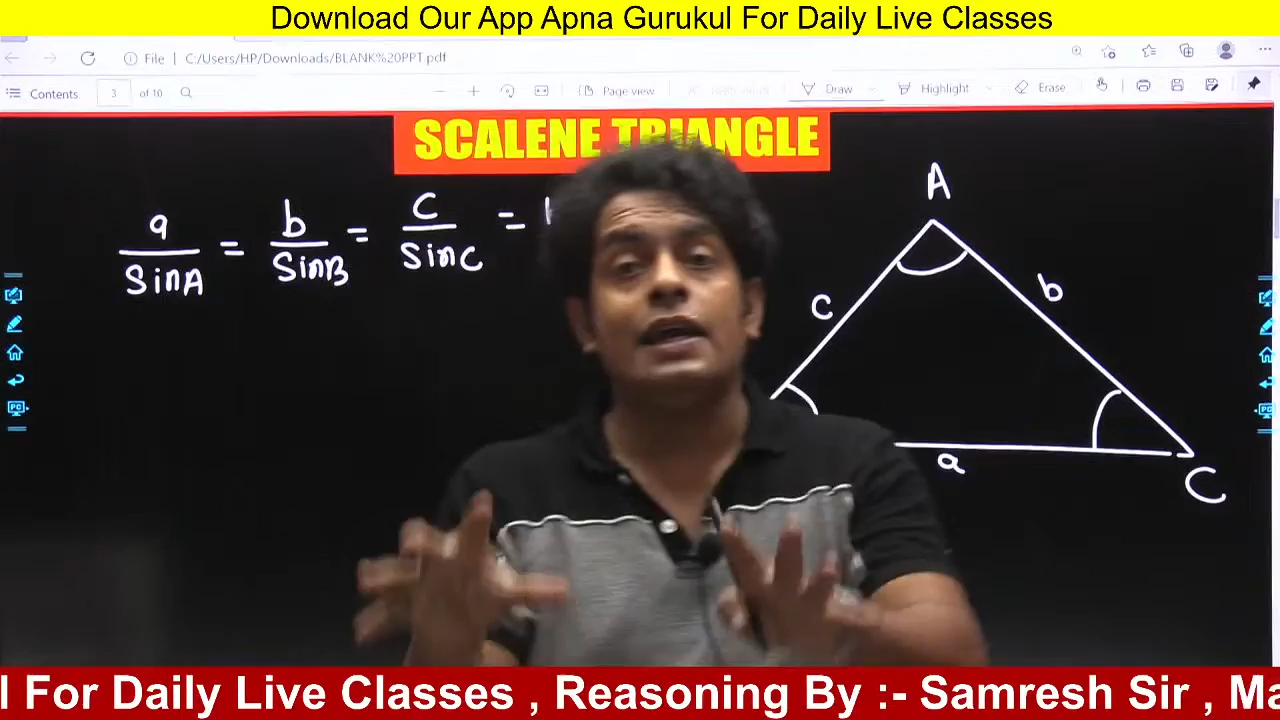 Download Our App Apna Gurukul For Daily Live Classes
File C:/Users/HP/Downloads/BLANK%20PPT.pdf
Contents 3 of 10 Page view Draw Highlight Erase
SCALENE TRIANGLE
a/SinA = b/SinB = c/SinC =
A
c
b
a
C
l For Daily Live Classes , Reasoning By :- Samresh Sir , Ma